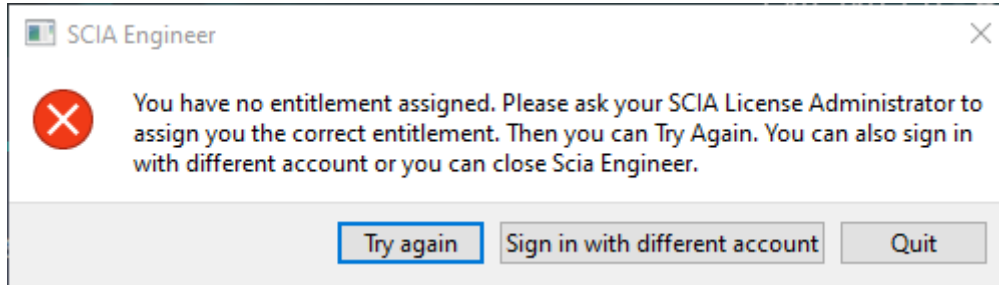 SCIA Engineer
You have no entitlement assigned. Please ask your SCIA License Administrator to
assign you the correct entitlement. Then you can Try Again. You can also sign in
with different account or you can close Scia Engineer.
Try again Sign in with different account Quit